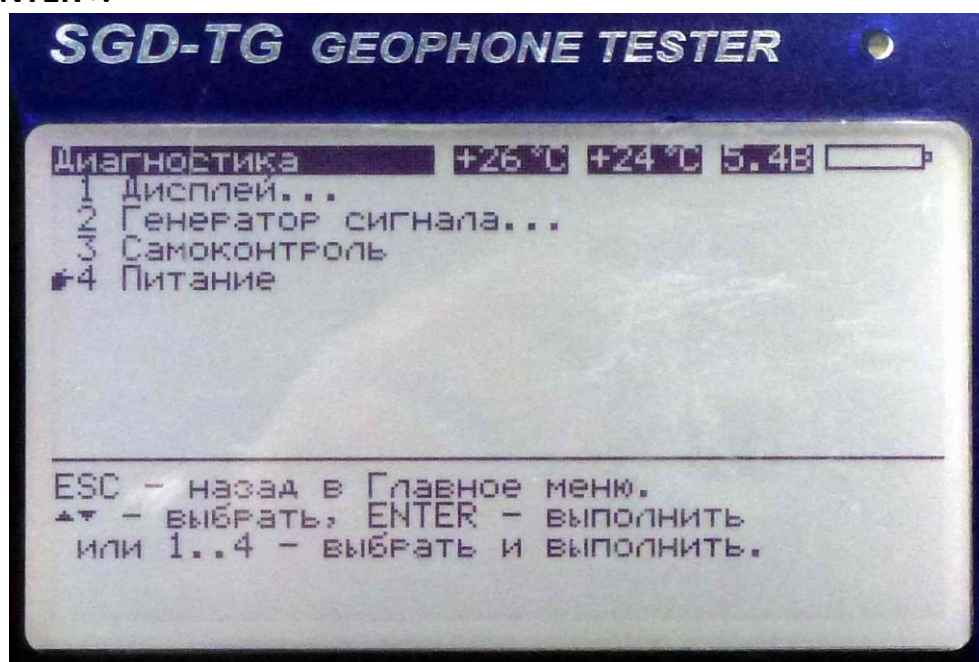 SGD-TG GEOPHONE TESTER
Диагностика +26°C +24°C 5.4В
1 Дисплей...
2 Генератор сигнала...
3 Самоконтроль
4 Питание
ESC - назад в Главное меню.
▲▼ - выбрать, ENTER - выполнить
или 1..4 - выбрать и выполнить.